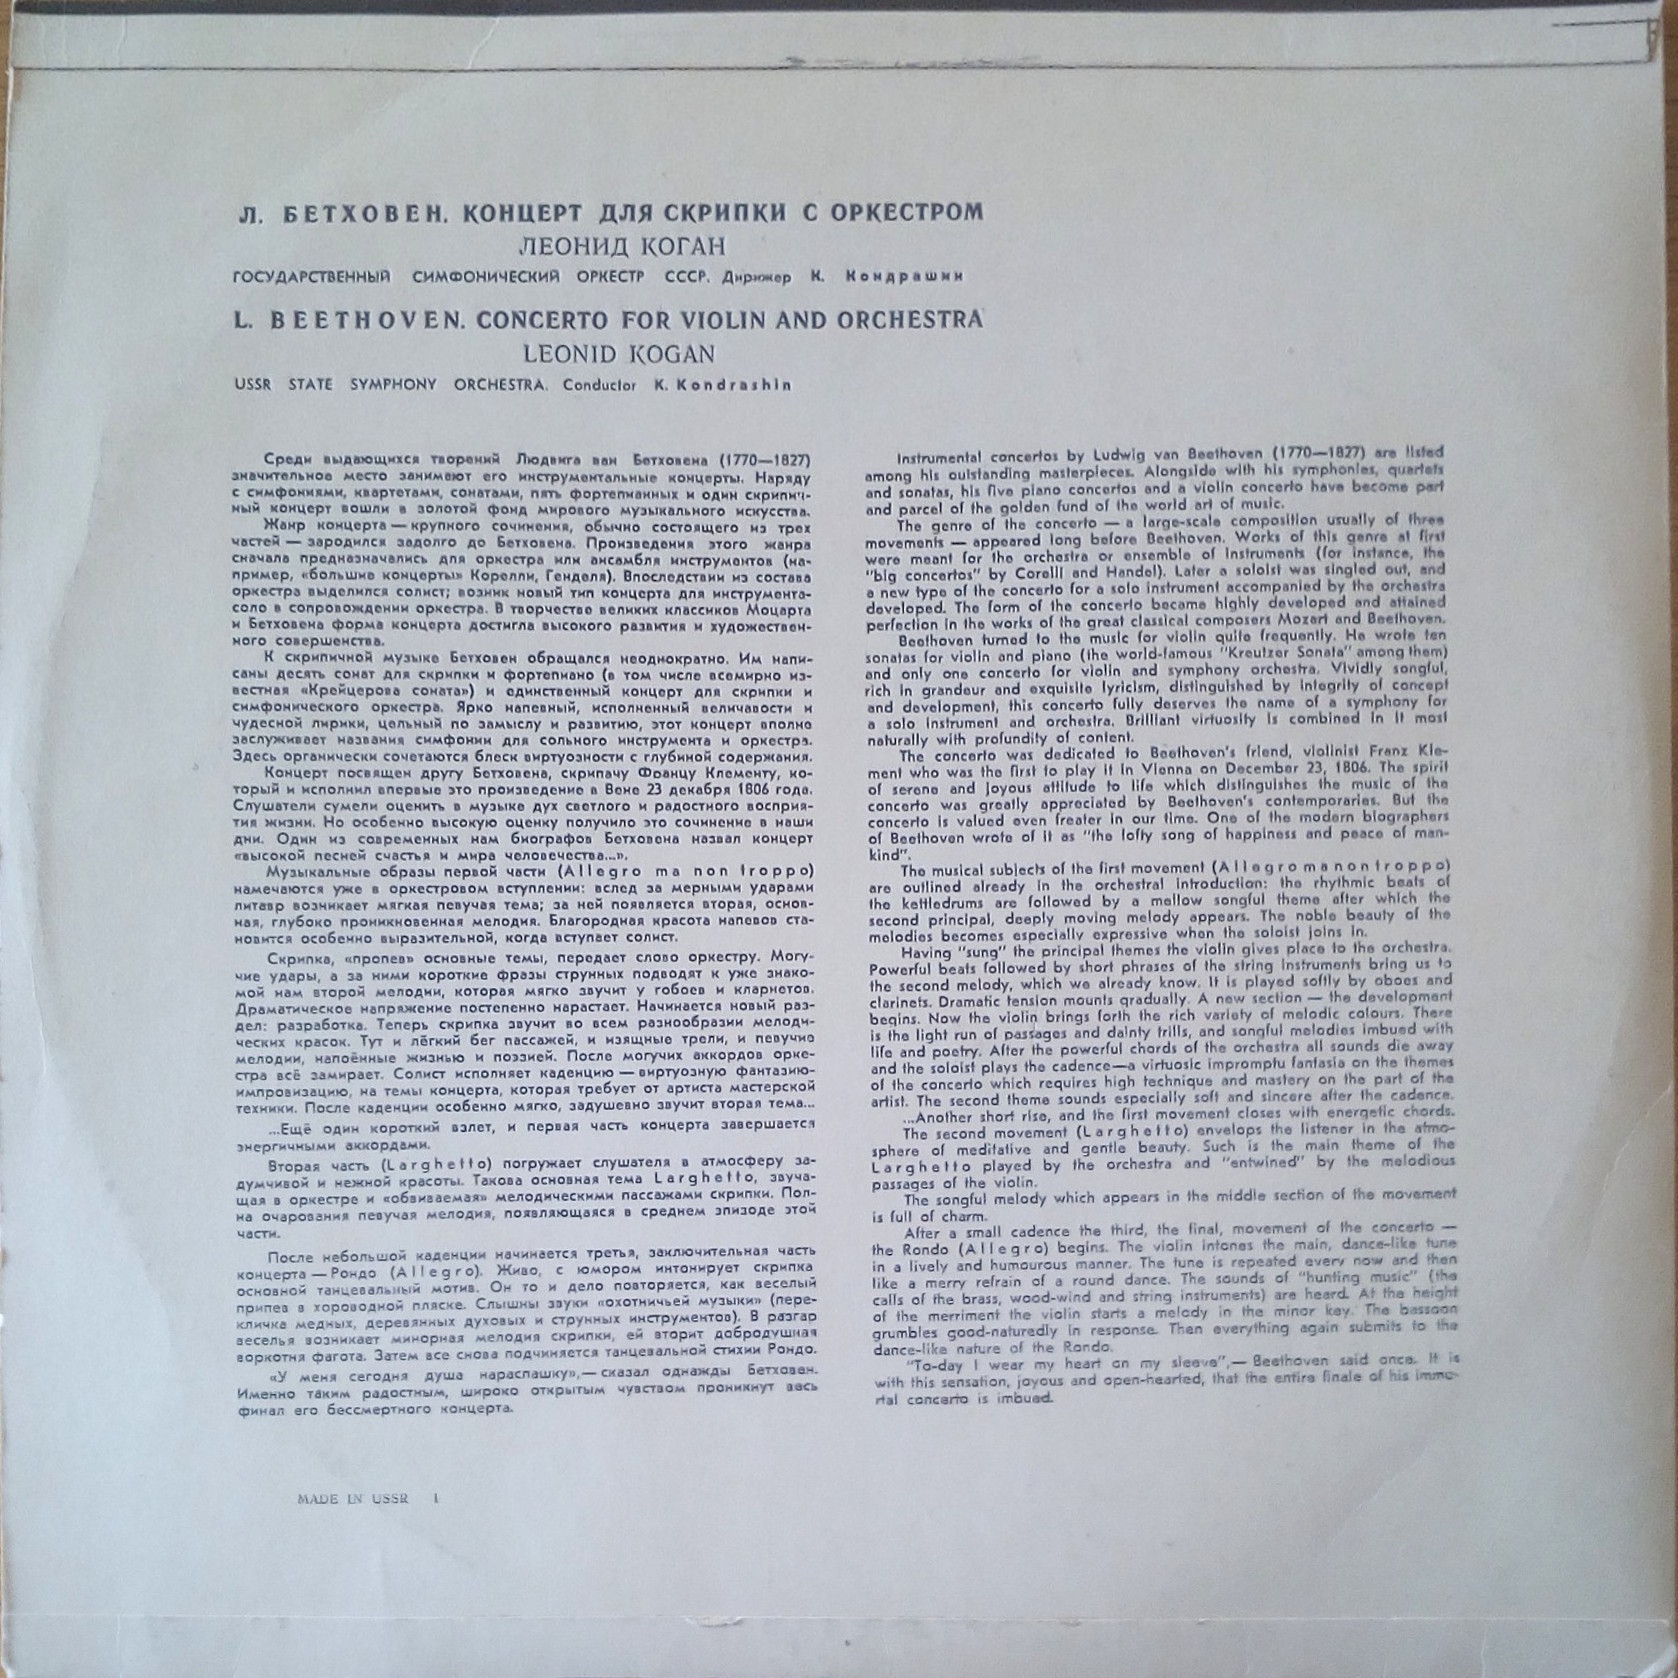 Л. БЕТХОВЕН. КОНЦЕРТ ДЛЯ СКРИПКИ С ОРКЕСТРОМ
ЛЕОНИД КОГАН
ГОСУДАРСТВЕННЫЙ СИМФОНИЧЕСКИЙ ОРКЕСТР СССР. Дирижер К. Кондрашин
L. BEETHOVEN. CONCERTO FOR VIOLIN AND ORCHESTRA
LEONID KOGAN
USSR STATE SYMPHONY ORCHESTRA. Conductor K. Kondrashin
Среди выдающихся творений Людвига ван Бетховена (1770—1827)
значительное место занимают его инструментальные концерты. Наряду
с симфониями, квартетами, сонатами, пять фортепианных и один скрипич-
ный концерт вошли в золотой фонд мирового музыкального искусства.
Жанр концерта — крупного сочинения, обычно состоящего из трех
частей — зародился задолго до Бетховена. Произведения этого жанра
сначала предназначались для оркестра или ансамбля инструментов (на-
пример, «большие концерты» Корелли, Генделя). Впоследствии из состава
оркестра выделился солист; возник новый тип концерта для инструмента-
соло в сопровождении оркестра. В творчестве великих классиков Моцарта
и Бетховена форма концерта достигла высокого развития и художествен-
ного совершенства.
К скрипичной музыке Бетховен обращался неоднократно. Им напи-
саны десять сонат для скрипки и фортепиано (в том числе всемирно из-
вестная «Крейцерова соната») и единственный концерт для скрипки и
симфонического оркестра. Ярко напевный, исполненный величавости и
чудесной лирики, цельный по замыслу и развитию, этот концерт вполне
заслуживает названия симфонии для сольного инструмента и оркестра.
Здесь органически сочетаются блеск виртуозности с глубиной содержания.
Концерт посвящен другу Бетховена, скрипачу Францу Клементу, ко-
торый и исполнил впервые это произведение в Вене 23 декабря 1806 года.
Слушатели сумели оценить в музыке дух светлого и радостного восприя-
тия жизни. Но особенно высокую оценку получило это сочинение в наши
дни. Один из современных нам биографов Бетховена назвал концерт
«высокой песней счастья и мира человечества...».
Музыкальные образы первой части (Allegro ma non troppo)
намечаются уже в оркестровом вступлении: вслед за мерными ударами
литавр возникает мягкая певучая тема; за ней появляется вторая, основ-
ная, глубоко проникновенная мелодия. Благородная красота напевов ста-
новится особенно выразительной, когда вступает солист.
Скрипка, «пропев» основные темы, передает слово оркестру. Могу-
чие удары, а за ними короткие фразы струнных подводят к уже знако-
мой нам второй мелодии, которая мягко звучит у гобоев и кларнетов.
Драматическое напряжение постепенно нарастает. Начинается новый раз-
дел: разработка. Теперь скрипка звучит во всем разнообразии мелоди-
ческих красок. Тут и лёгкий бег пассажей, и изящные трели, и певучие
мелодии, напоённые жизнью и поэзией. После могучих аккордов орке-
стра всё замирает. Солист исполняет каденцию — виртуозную фантазию-
импровизацию, на темы концерта, которая требует от артиста мастерской
техники. После каденции особенно мягко, задушевно звучит вторая тема...
...Ещё один короткий взлет, и первая часть концерта завершается
энергичными аккордами.
Вторая часть (Larghetto) погружает слушателя в атмосферу за-
думчивой и нежной красоты. Такова основная тема Larghetto, звуча-
щая в оркестре и «обвиваемая» мелодическими пассажами скрипки. Пол-
на очарования певучая мелодия, появляющаяся в среднем эпизоде этой
части.
После небольшой каденции начинается третья, заключительная часть
концерта — Рондо (Allegro). Живо, с юмором интонирует скрипка
основной танцевальный мотив. Он то и дело повторяется, как веселый
припев в хороводной пляске. Слышны звуки «охотничьей музыки» (пере-
кличка медных, деревянных духовых и струнных инструментов). В разгар
веселья возникает минорная мелодия скрипки, ей вторит добродушная
воркотня фагота. Затем все снова подчиняется танцевальной стихии Рондо.
«У меня сегодня душа нараспашку»,— сказал однажды Бетховен.
Именно таким радостным, широко открытым чувством проникнут весь
финал его бессмертного концерта.
Instrumental concertos by Ludwig van Beethoven (1770—1827) are listed
among his outstanding masterpieces. Alongside with his symphonies, quartets
and sonatas, his five piano concertos and a violin concerto have become part
and parcel of the golden fund of the world art of music.
The genre of the concerto — a large-scale composition usually of three
movements — appeared long before Beethoven. Works of this genre at first
were meant for the orchestra or ensemble of instruments (for instance, the
"big concertos" by Corelli and Handel). Later a soloist was singled out, and
a new type of the concerto for a solo instrument accompanied by the orchestra
developed. The form of the concerto became highly developed and attained
perfection in the works of the great classical composers Mozart and Beethoven.
Beethoven turned to the music for violin quite frequently. He wrote ten
sonatas for violin and piano (the world-famous "Kreutzer Sonata" among them)
and only one concerto for violin and symphony orchestra. Vividly songful,
rich in grandeur and exquisite lyricism, distinguished by integrity of concept
and development, this concerto fully deserves the name of a symphony for
a solo instrument and orchestra. Brilliant virtuosity is combined in it most
naturally with profundity of content.
The concerto was dedicated to Beethoven's friend, violinist Franz Kle-
ment who was the first to play it in Vienna on December 23, 1806. The spirit
of serene and joyous attitude to life which distinguishes the music of the
concerto was greatly appreciated by Beethoven's contemporaries. But the
concerto is valued even freater in our time. One of the modern biographers
of Beethoven wrote of it as "the lofty song of happiness and peace of man-
kind".
The musical subjects of the first movement (Allegro ma non troppo)
are outlined already in the orchestral introduction: the rhythmic beats of
the kettledrums are followed by a mellow songful theme after which the
second principal, deeply moving melody appears. The noble beauty of the
melodies becomes especially expressive when the soloist joins in.
Having "sung" the principal themes the violin gives place to the orchestra.
Powerful beats followed by short phrases of the string instruments bring us to
the second melody, which we already know. It is played softly by oboes and
clarinets. Dramatic tension mounts gradually. A new section — the development
begins. Now the violin brings forth the rich variety of melodic colours. There
is the light run of passages and dainty trills, and songful melodies imbued with
life and poetry. After the powerful chords of the orchestra all sounds die away
and the soloist plays the cadence—a virtuosic impromptu fantasia on the themes
of the concerto which requires high technique and mastery on the part of the
artist. The second theme sounds especially soft and sincere after the cadence.
...Another short rise, and the first movement closes with energetic chords.
The second movement (Larghetto) envelops the listener in the atmo-
sphere of meditative and gentle beauty. Such is the main theme of the
Larghetto played by the orchestra and "entwined" by the melodious
passages of the violin.
The songful melody which appears in the middle section of the movement
is full of charm.
After a small cadence the third, the final, movement of the concerto —
the Rondo (Allegro) begins. The violin intones the main, dance-like tune
in a lively and humourous manner. The tune is repeated every now and then
like a merry refrain of a round dance. The sounds of "hunting music" (the
calls of the brass, wood-wind and string instruments) are heard. At the height
of the merriment the violin starts a melody in the minor key. The bassoon
grumbles good-naturedly in response. Then everything again submits to the
dance-like nature of the Rondo.
"To-day I wear my heart on my sleeve",— Beethoven said once. It is
with this sensation, joyous and open-hearted, that the entire finale of his immo-
rtal concerto is imbued.
MADE IN USSR 1